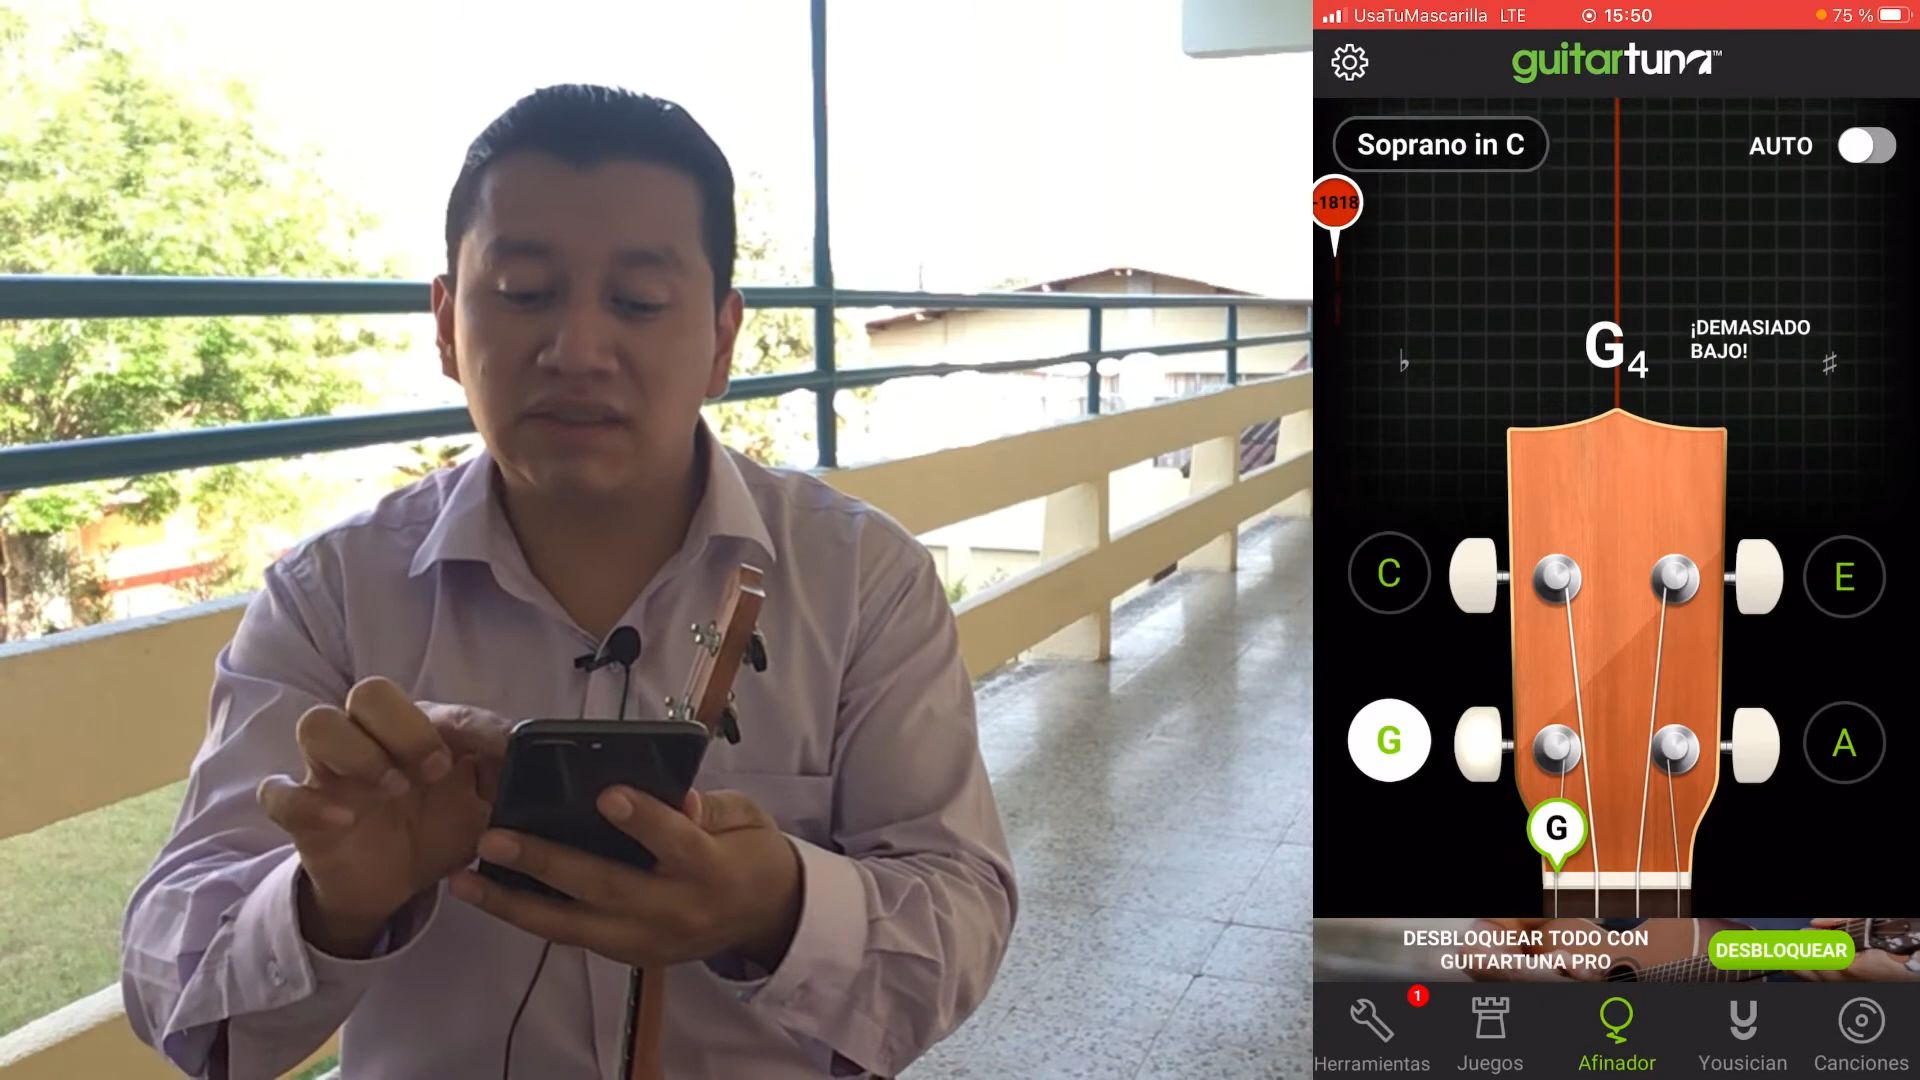 UsaTuMascarilla LTE 15:50 75 %
guitartuna™
Soprano in C
AUTO
-1818
G4
¡DEMASIADO
BAJO!
♭
♯
C
E
G
A
G
DESBLOQUEAR TODO CON
GUITARTUNA PRO
DESBLOQUEAR
1
Herramientas
Juegos
Afinador
Yousician
Canciones